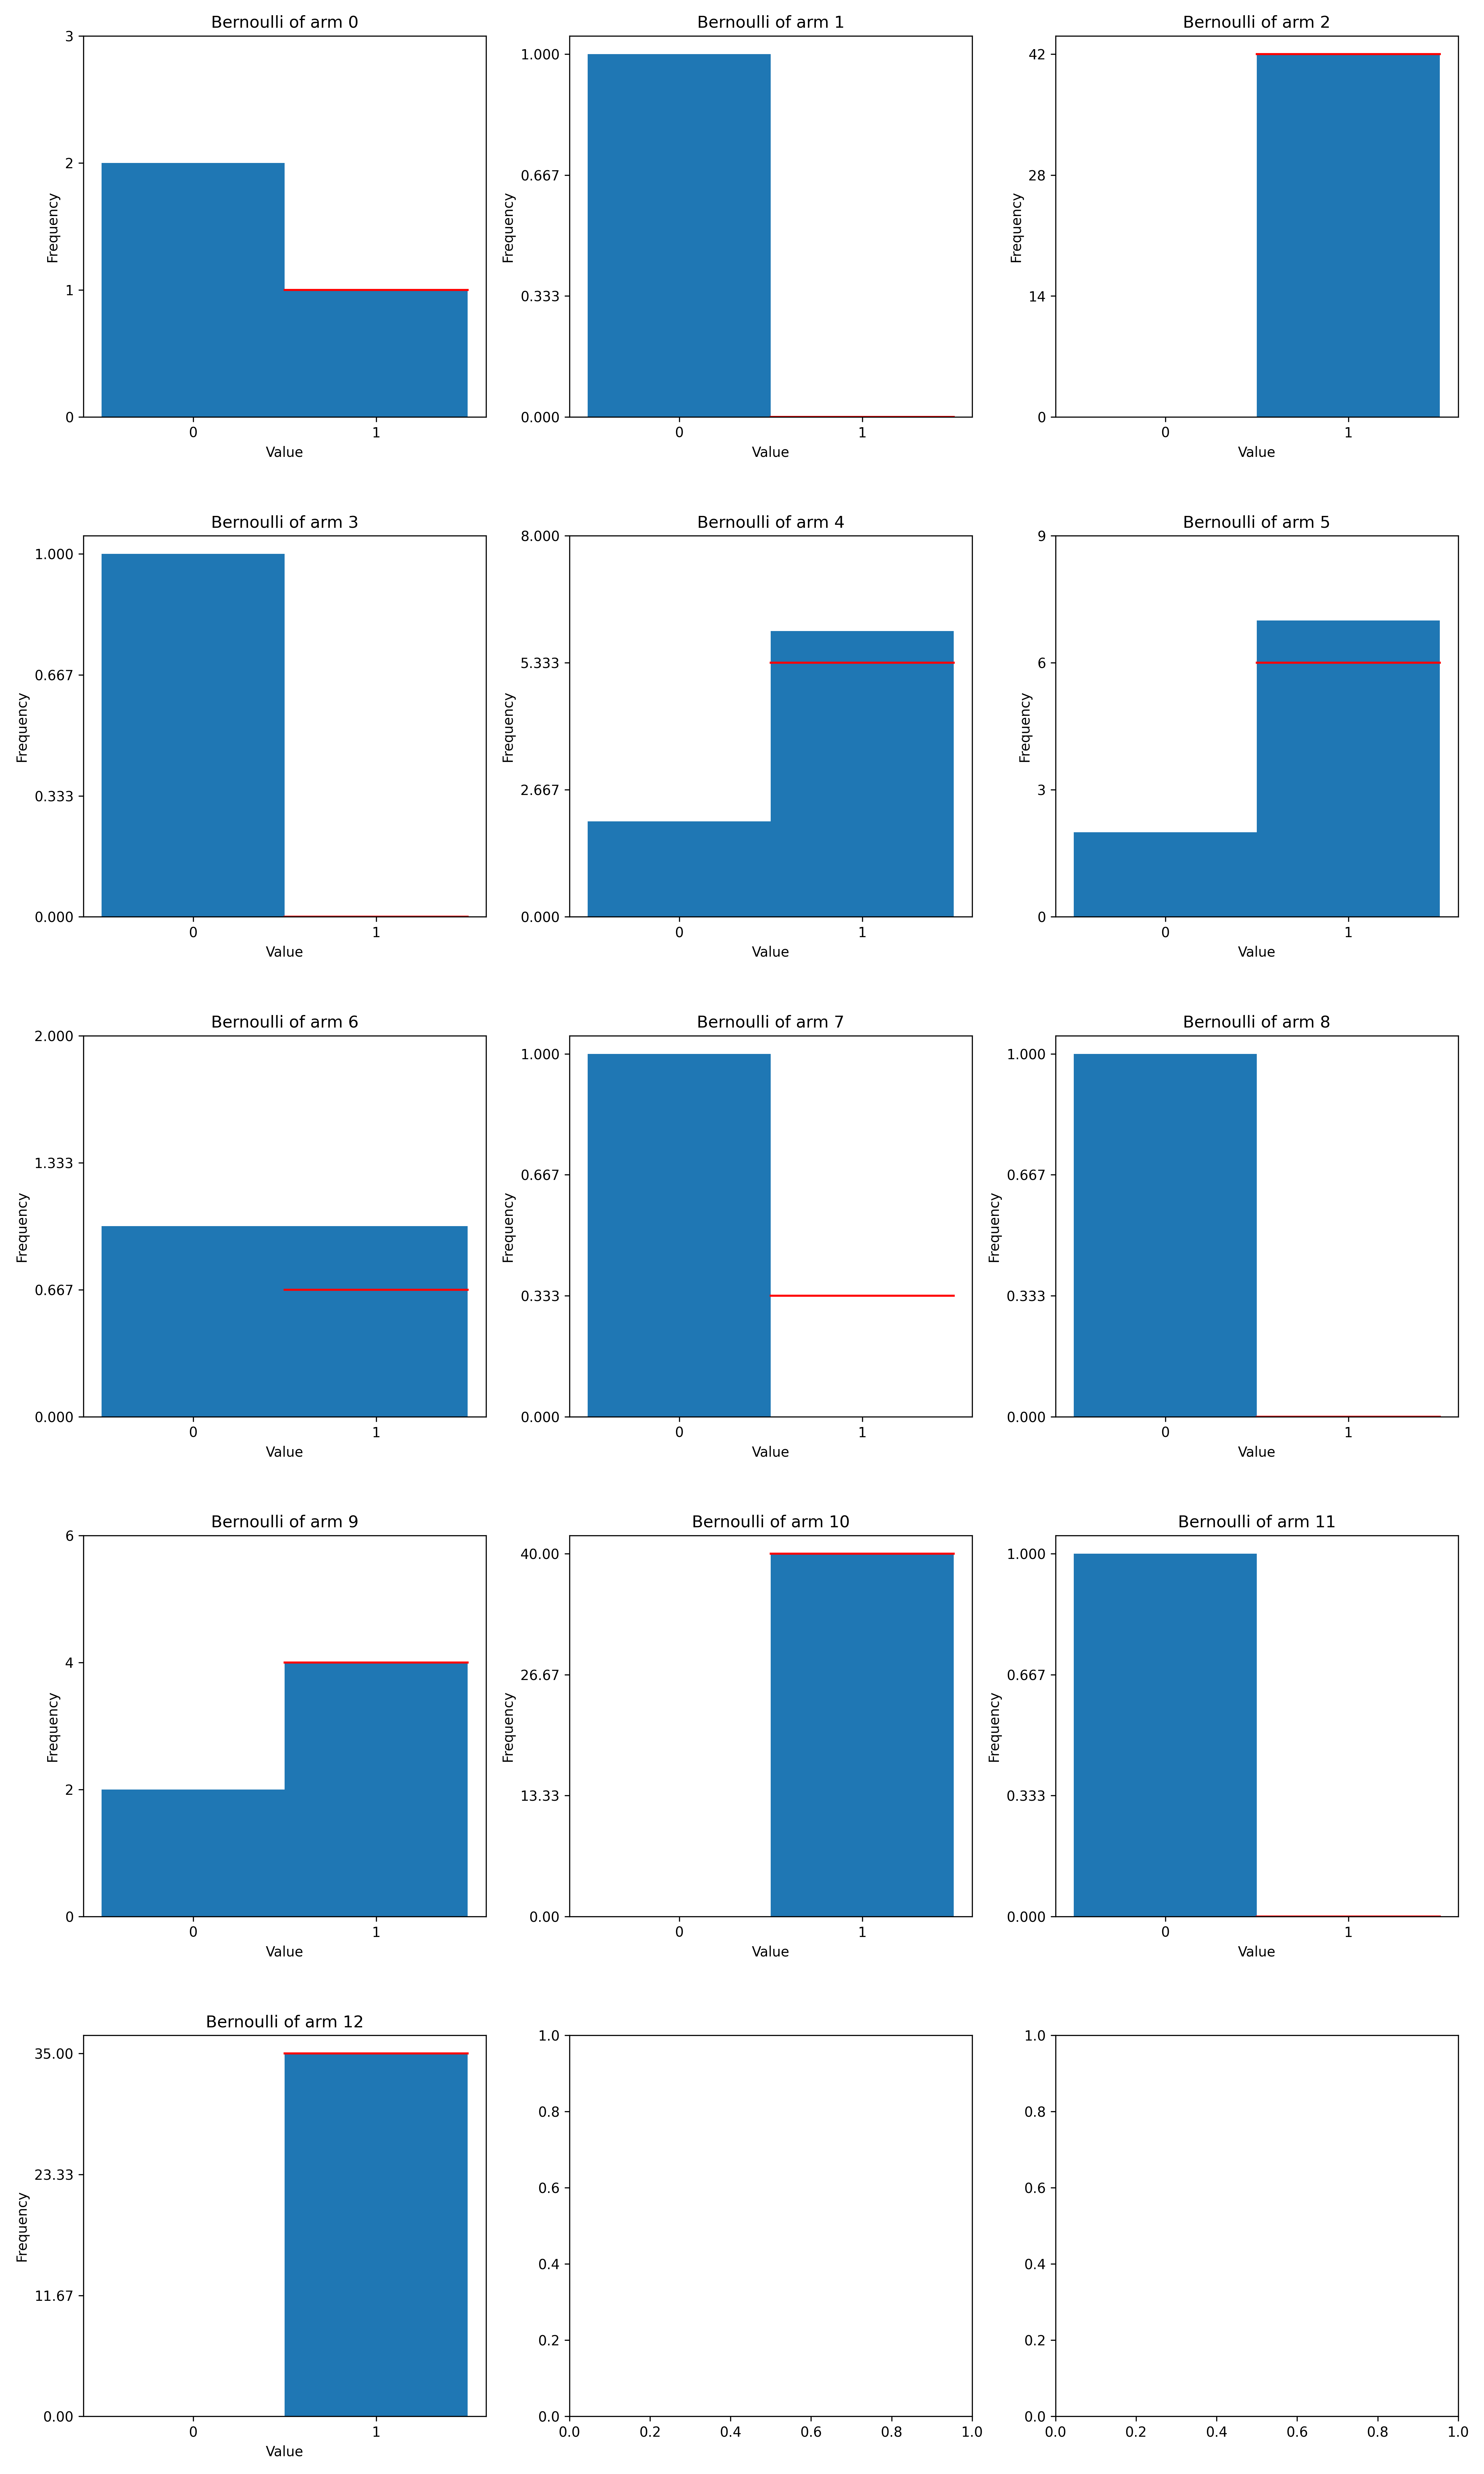 Bernoulli of arm 0
3
2
1
0
Frequency
0 1
Value
Bernoulli of arm 1
1.000
0.667
0.333
0.000
Frequency
0 1
Value
Bernoulli of arm 2
42
28
14
0
Frequency
0 1
Value
Bernoulli of arm 3
1.000
0.667
0.333
0.000
Frequency
0 1
Value
Bernoulli of arm 4
8.000
5.333
2.667
0.000
Frequency
0 1
Value
Bernoulli of arm 5
9
6
3
0
Frequency
0 1
Value
Bernoulli of arm 6
2.000
1.333
0.667
0.000
Frequency
0 1
Value
Bernoulli of arm 7
1.000
0.667
0.333
0.000
Frequency
0 1
Value
Bernoulli of arm 8
1.000
0.667
0.333
0.000
Frequency
0 1
Value
Bernoulli of arm 9
6
4
2
0
Frequency
0 1
Value
Bernoulli of arm 10
40.00
26.67
13.33
0.00
Frequency
0 1
Value
Bernoulli of arm 11
1.000
0.667
0.333
0.000
Frequency
0 1
Value
Bernoulli of arm 12
35.00
23.33
11.67
0.00
Frequency
0 1
Value
1.0
0.8
0.6
0.4
0.2
0.0
0.0 0.2 0.4 0.6 0.8 1.0
1.0
0.8
0.6
0.4
0.2
0.0
0.0 0.2 0.4 0.6 0.8 1.0